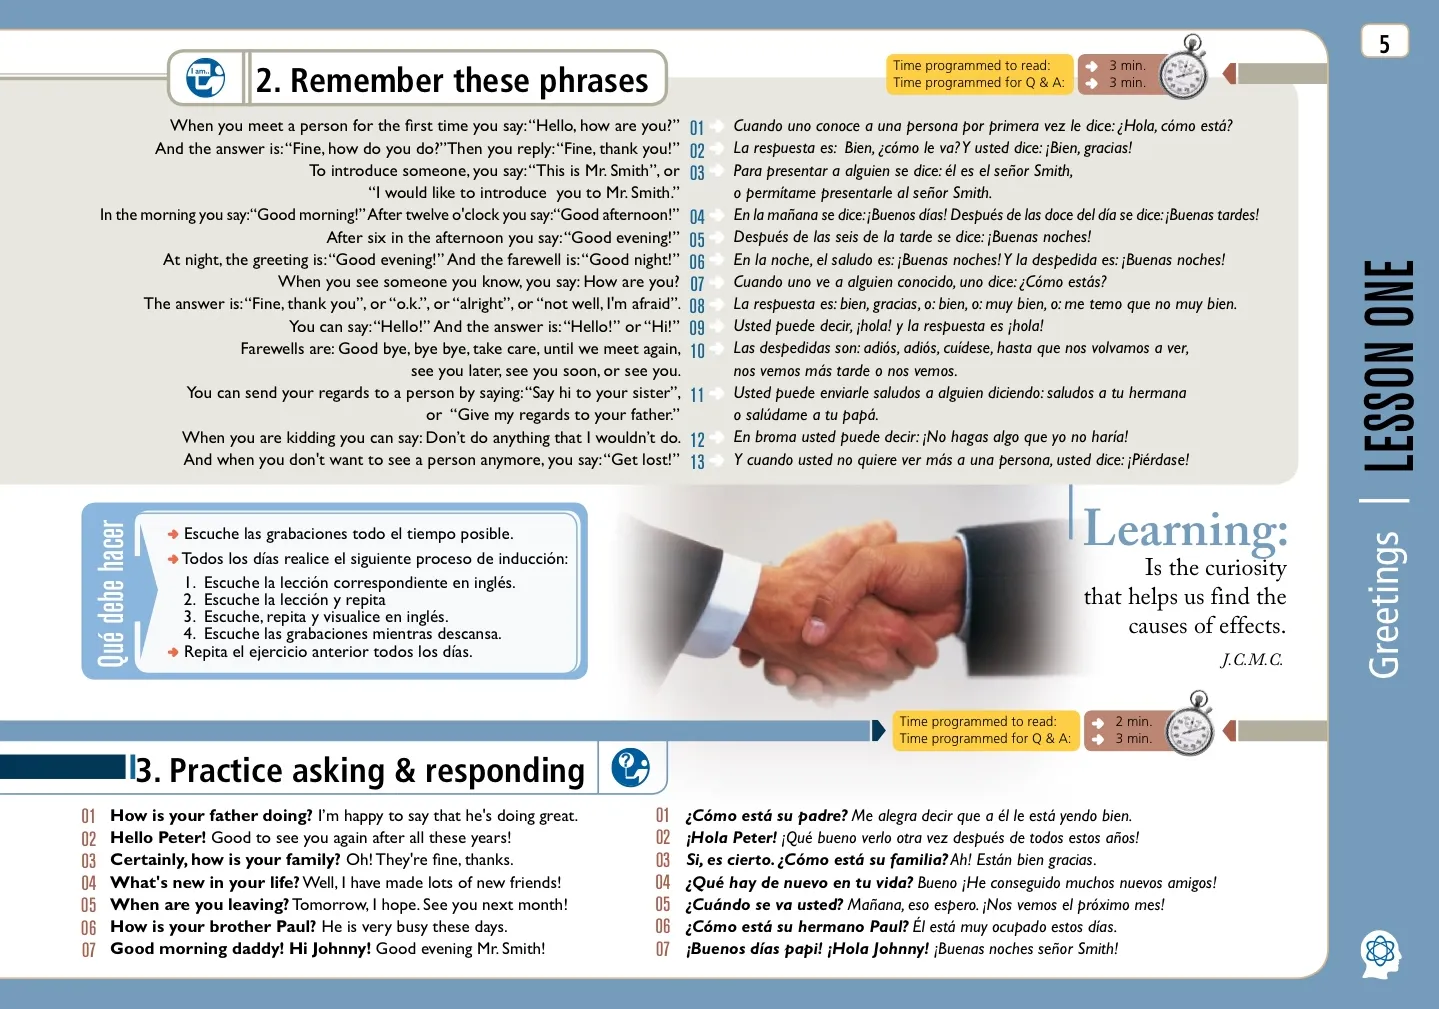 5
I am..
2. Remember these phrases
Time programmed to read: 3 min.
Time programmed for Q & A: 3 min.
When you meet a person for the first time you say:“Hello, how are you?” 01 Cuando uno conoce a una persona por primera vez le dice: ¿Hola, cómo está?
And the answer is:“Fine, how do you do?”Then you reply:“Fine, thank you!” 02 La respuesta es: Bien, ¿cómo le va? Y usted dice: ¡Bien, gracias!
To introduce someone, you say:“This is Mr. Smith”, or 03 Para presentar a alguien se dice: él es el señor Smith,
“I would like to introduce you to Mr. Smith.” o permítame presentarle al señor Smith.
In the morning you say:“Good morning!” After twelve o'clock you say:“Good afternoon!” 04 En la mañana se dice: ¡Buenos días! Después de las doce del día se dice: ¡Buenas tardes!
After six in the afternoon you say:“Good evening!” 05 Después de las seis de la tarde se dice: ¡Buenas noches!
At night, the greeting is:“Good evening!” And the farewell is:“Good night!” 06 En la noche, el saludo es: ¡Buenas noches! Y la despedida es: ¡Buenas noches!
When you see someone you know, you say: How are you? 07 Cuando uno ve a alguien conocido, uno dice: ¿Cómo estás?
The answer is:“Fine, thank you”, or “o.k.”, or “alright”, or “not well, I'm afraid”. 08 La respuesta es: bien, gracias, o: bien, o: muy bien, o: me temo que no muy bien.
You can say:“Hello!” And the answer is:“Hello!” or “Hi!” 09 Usted puede decir, ¡hola! y la respuesta es ¡hola!
Farewells are: Good bye, bye bye, take care, until we meet again, 10 Las despedidas son: adiós, adiós, cuídese, hasta que nos volvamos a ver,
see you later, see you soon, or see you. nos vemos más tarde o nos vemos.
You can send your regards to a person by saying:“Say hi to your sister”, 11 Usted puede enviarle saludos a alguien diciendo: saludos a tu hermana
or “Give my regards to your father.” o salúdame a tu papá.
When you are kidding you can say: Don’t do anything that I wouldn’t do. 12 En broma usted puede decir: ¡No hagas algo que yo no haría!
And when you don't want to see a person anymore, you say:“Get lost!” 13 Y cuando usted no quiere ver más a una persona, usted dice: ¡Piérdase!
LESSON ONE
Greetings
Qué debe hacer
Escuche las grabaciones todo el tiempo posible.
Todos los días realice el siguiente proceso de inducción:
1. Escuche la lección correspondiente en inglés.
2. Escuche la lección y repita
3. Escuche, repita y visualice en inglés.
4. Escuche las grabaciones mientras descansa.
Repita el ejercicio anterior todos los días.
Learning:
Is the curiosity
that helps us find the
causes of effects.
J.C.M.C.
Time programmed to read: 2 min.
Time programmed for Q & A: 3 min.
3. Practice asking & responding
?
01 How is your father doing? I’m happy to say that he's doing great. 01 ¿Cómo está su padre? Me alegra decir que a él le está yendo bien.
02 Hello Peter! Good to see you again after all these years! 02 ¡Hola Peter! ¡Qué bueno verlo otra vez después de todos estos años!
03 Certainly, how is your family? Oh! They're fine, thanks. 03 Si, es cierto. ¿Cómo está su familia? Ah! Están bien gracias.
04 What's new in your life? Well, I have made lots of new friends! 04 ¿Qué hay de nuevo en tu vida? Bueno ¡He conseguido muchos nuevos amigos!
05 When are you leaving? Tomorrow, I hope. See you next month! 05 ¿Cuándo se va usted? Mañana, eso espero. ¡Nos vemos el próximo mes!
06 How is your brother Paul? He is very busy these days. 06 ¿Cómo está su hermano Paul? Él está muy ocupado estos días.
07 Good morning daddy! Hi Johnny! Good evening Mr. Smith! 07 ¡Buenos días papi! ¡Hola Johnny! ¡Buenas noches señor Smith!